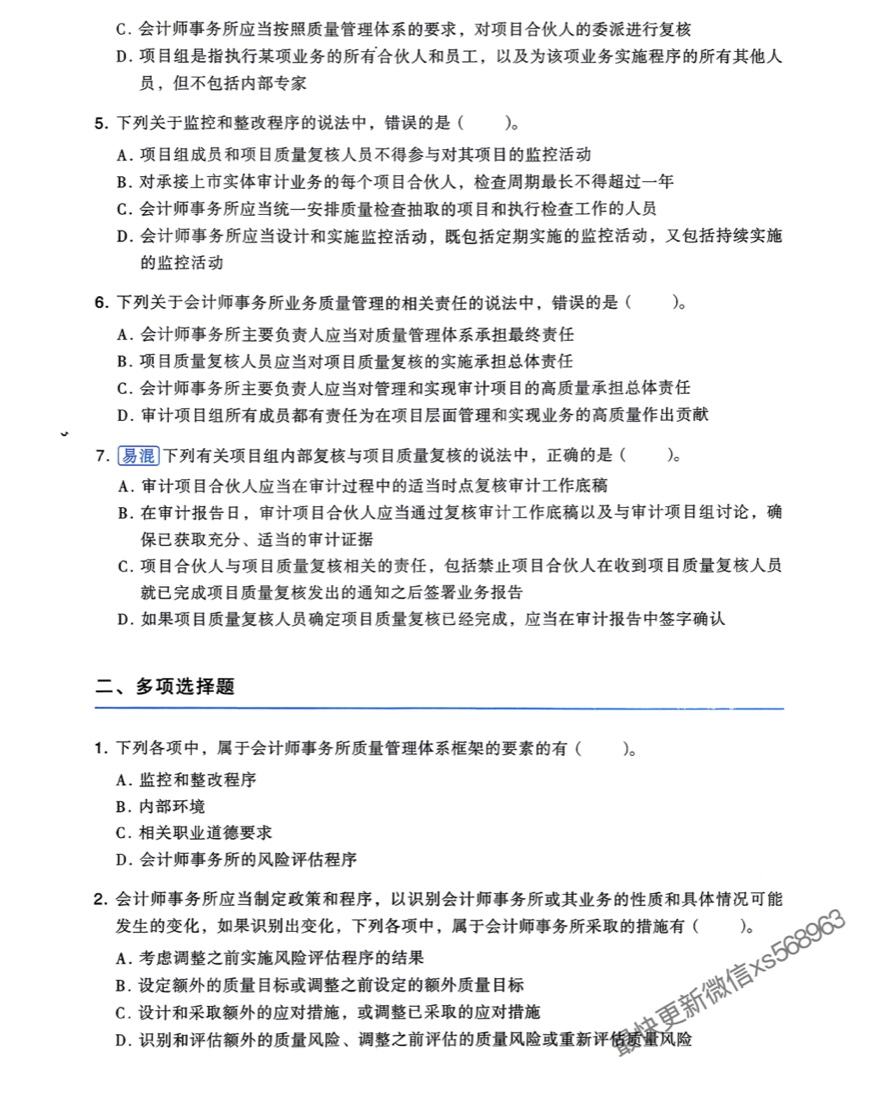 C. 会计师事务所应当按照质量管理体系的要求，对项目合伙人的委派进行复核
D. 项目组是指执行某项业务的所有合伙人和员工，以及为该项业务实施程序的所有其他人
员，但不包括内部专家
5. 下列关于监控和整改程序的说法中，错误的是（　　）。
A. 项目组成员和项目质量复核人员不得参与对其项目的监控活动
B. 对承接上市实体审计业务的每个项目合伙人，检查周期最长不得超过一年
C. 会计师事务所应当统一安排质量检查抽取的项目和执行检查工作的人员
D. 会计师事务所应当设计和实施监控活动，既包括定期实施的监控活动，又包括持续实施
的监控活动
6. 下列关于会计师事务所业务质量管理的相关责任的说法中，错误的是（　　）。
A. 会计师事务所主要负责人应当对质量管理体系承担最终责任
B. 项目质量复核人员应当对项目质量复核的实施承担总体责任
C. 会计师事务所主要负责人应当对管理和实现审计项目的高质量承担总体责任
D. 审计项目组所有成员都有责任为在项目层面管理和实现业务的高质量作出贡献
7. 易混 下列有关项目组内部复核与项目质量复核的说法中，正确的是（　　）。
A. 审计项目合伙人应当在审计过程中的适当时点复核审计工作底稿
B. 在审计报告日，审计项目合伙人应当通过复核审计工作底稿以及与审计项目组讨论，确
保已获取充分、适当的审计证据
C. 项目合伙人与项目质量复核相关的责任，包括禁止项目合伙人在收到项目质量复核人员
就已完成项目质量复核发出的通知之后签署业务报告
D. 如果项目质量复核人员确定项目质量复核已经完成，应当在审计报告中签字确认
二、多项选择题
1. 下列各项中，属于会计师事务所质量管理体系框架的要素的有（　　）。
A. 监控和整改程序
B. 内部环境
C. 相关职业道德要求
D. 会计师事务所的风险评估程序
2. 会计师事务所应当制定政策和程序，以识别会计师事务所或其业务的性质和具体情况可能
发生的变化，如果识别出变化，下列各项中，属于会计师事务所采取的措施有（　　）。
A. 考虑调整之前实施风险评估程序的结果
B. 设定额外的质量目标或调整之前设定的额外质量目标
C. 设计和采取额外的应对措施，或调整已采取的应对措施
D. 识别和评估额外的质量风险、调整之前评估的质量风险或重新评估质量风险
最快更新微信xs568963